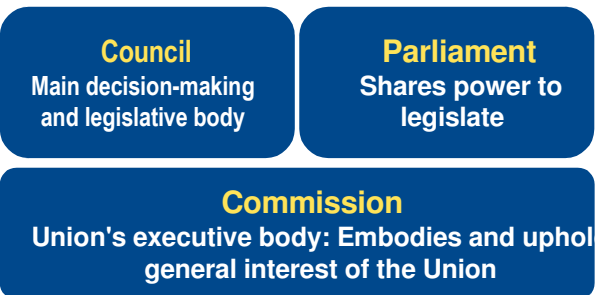 Council
Main decision-making
and legislative body
Parliament
Shares power to
legislate
Commission
Union's executive body: Embodies and uphol
general interest of the Union